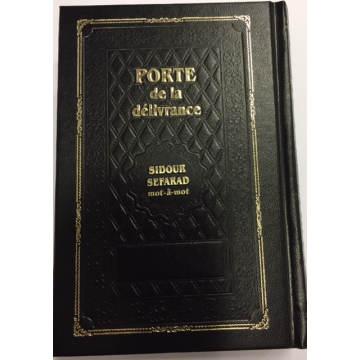 PORTE
de la
délivrance
SIDOUR
SEFARAD
mot-à-mot